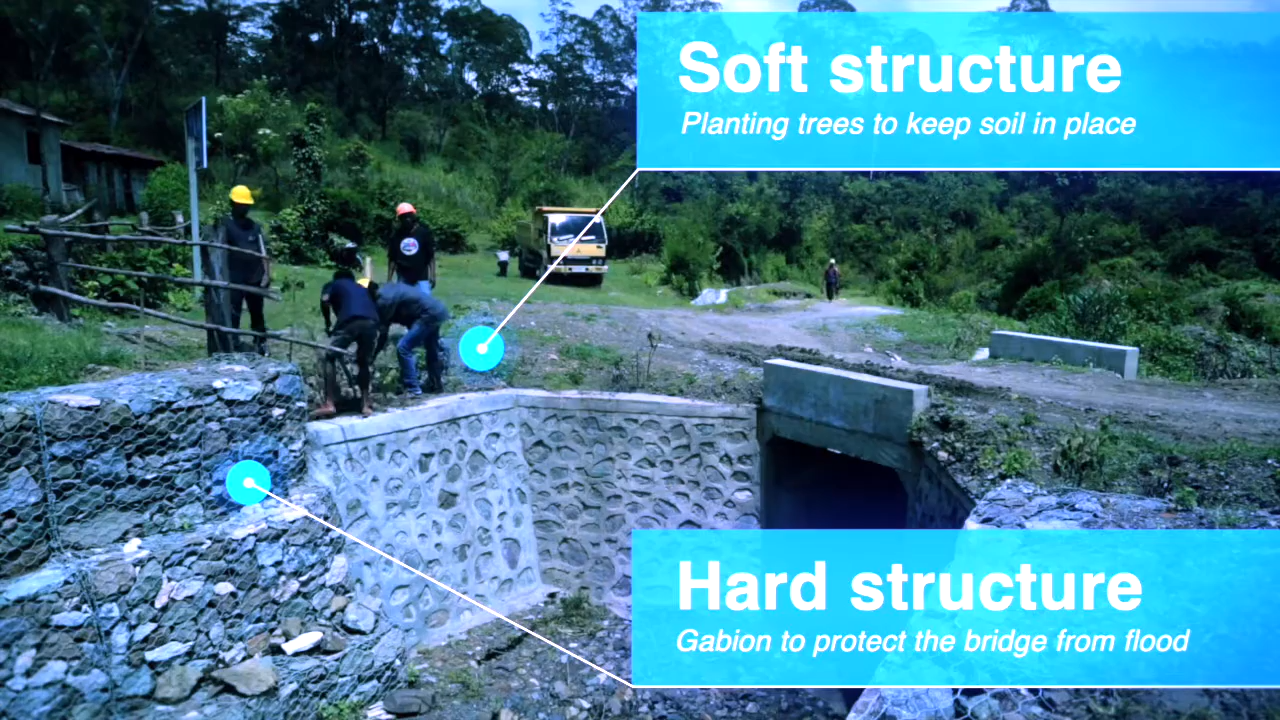 Soft structure
Planting trees to keep soil in place
Hard structure
Gabion to protect the bridge from flood